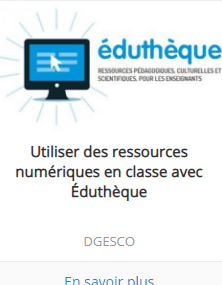 éduthèque
RESSOURCES PÉDAGOGIQUES, CULTURELLES ET
SCIENTIFIQUES, POUR LES ENSEIGNANTS
Utiliser des ressources
numériques en classe avec
Éduthèque
DGESCO
En savoir plus